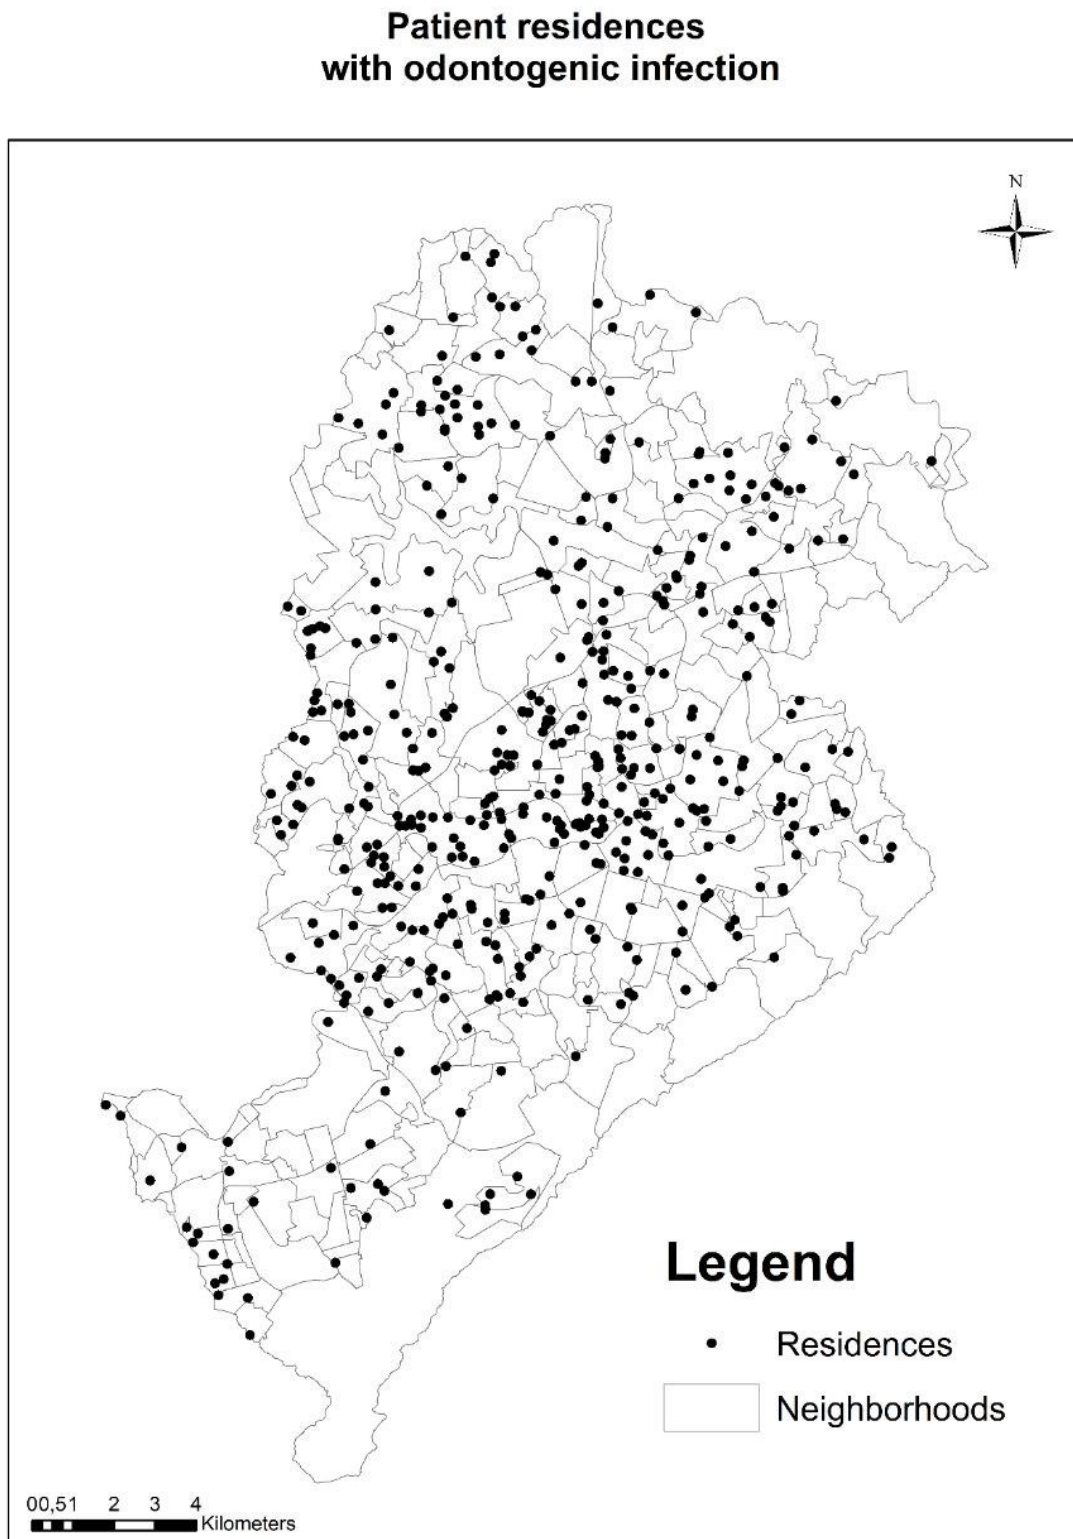 Patient residences
with odontogenic infection
N
Legend
Residences
Neighborhoods
00,51 2 3 4
Kilometers